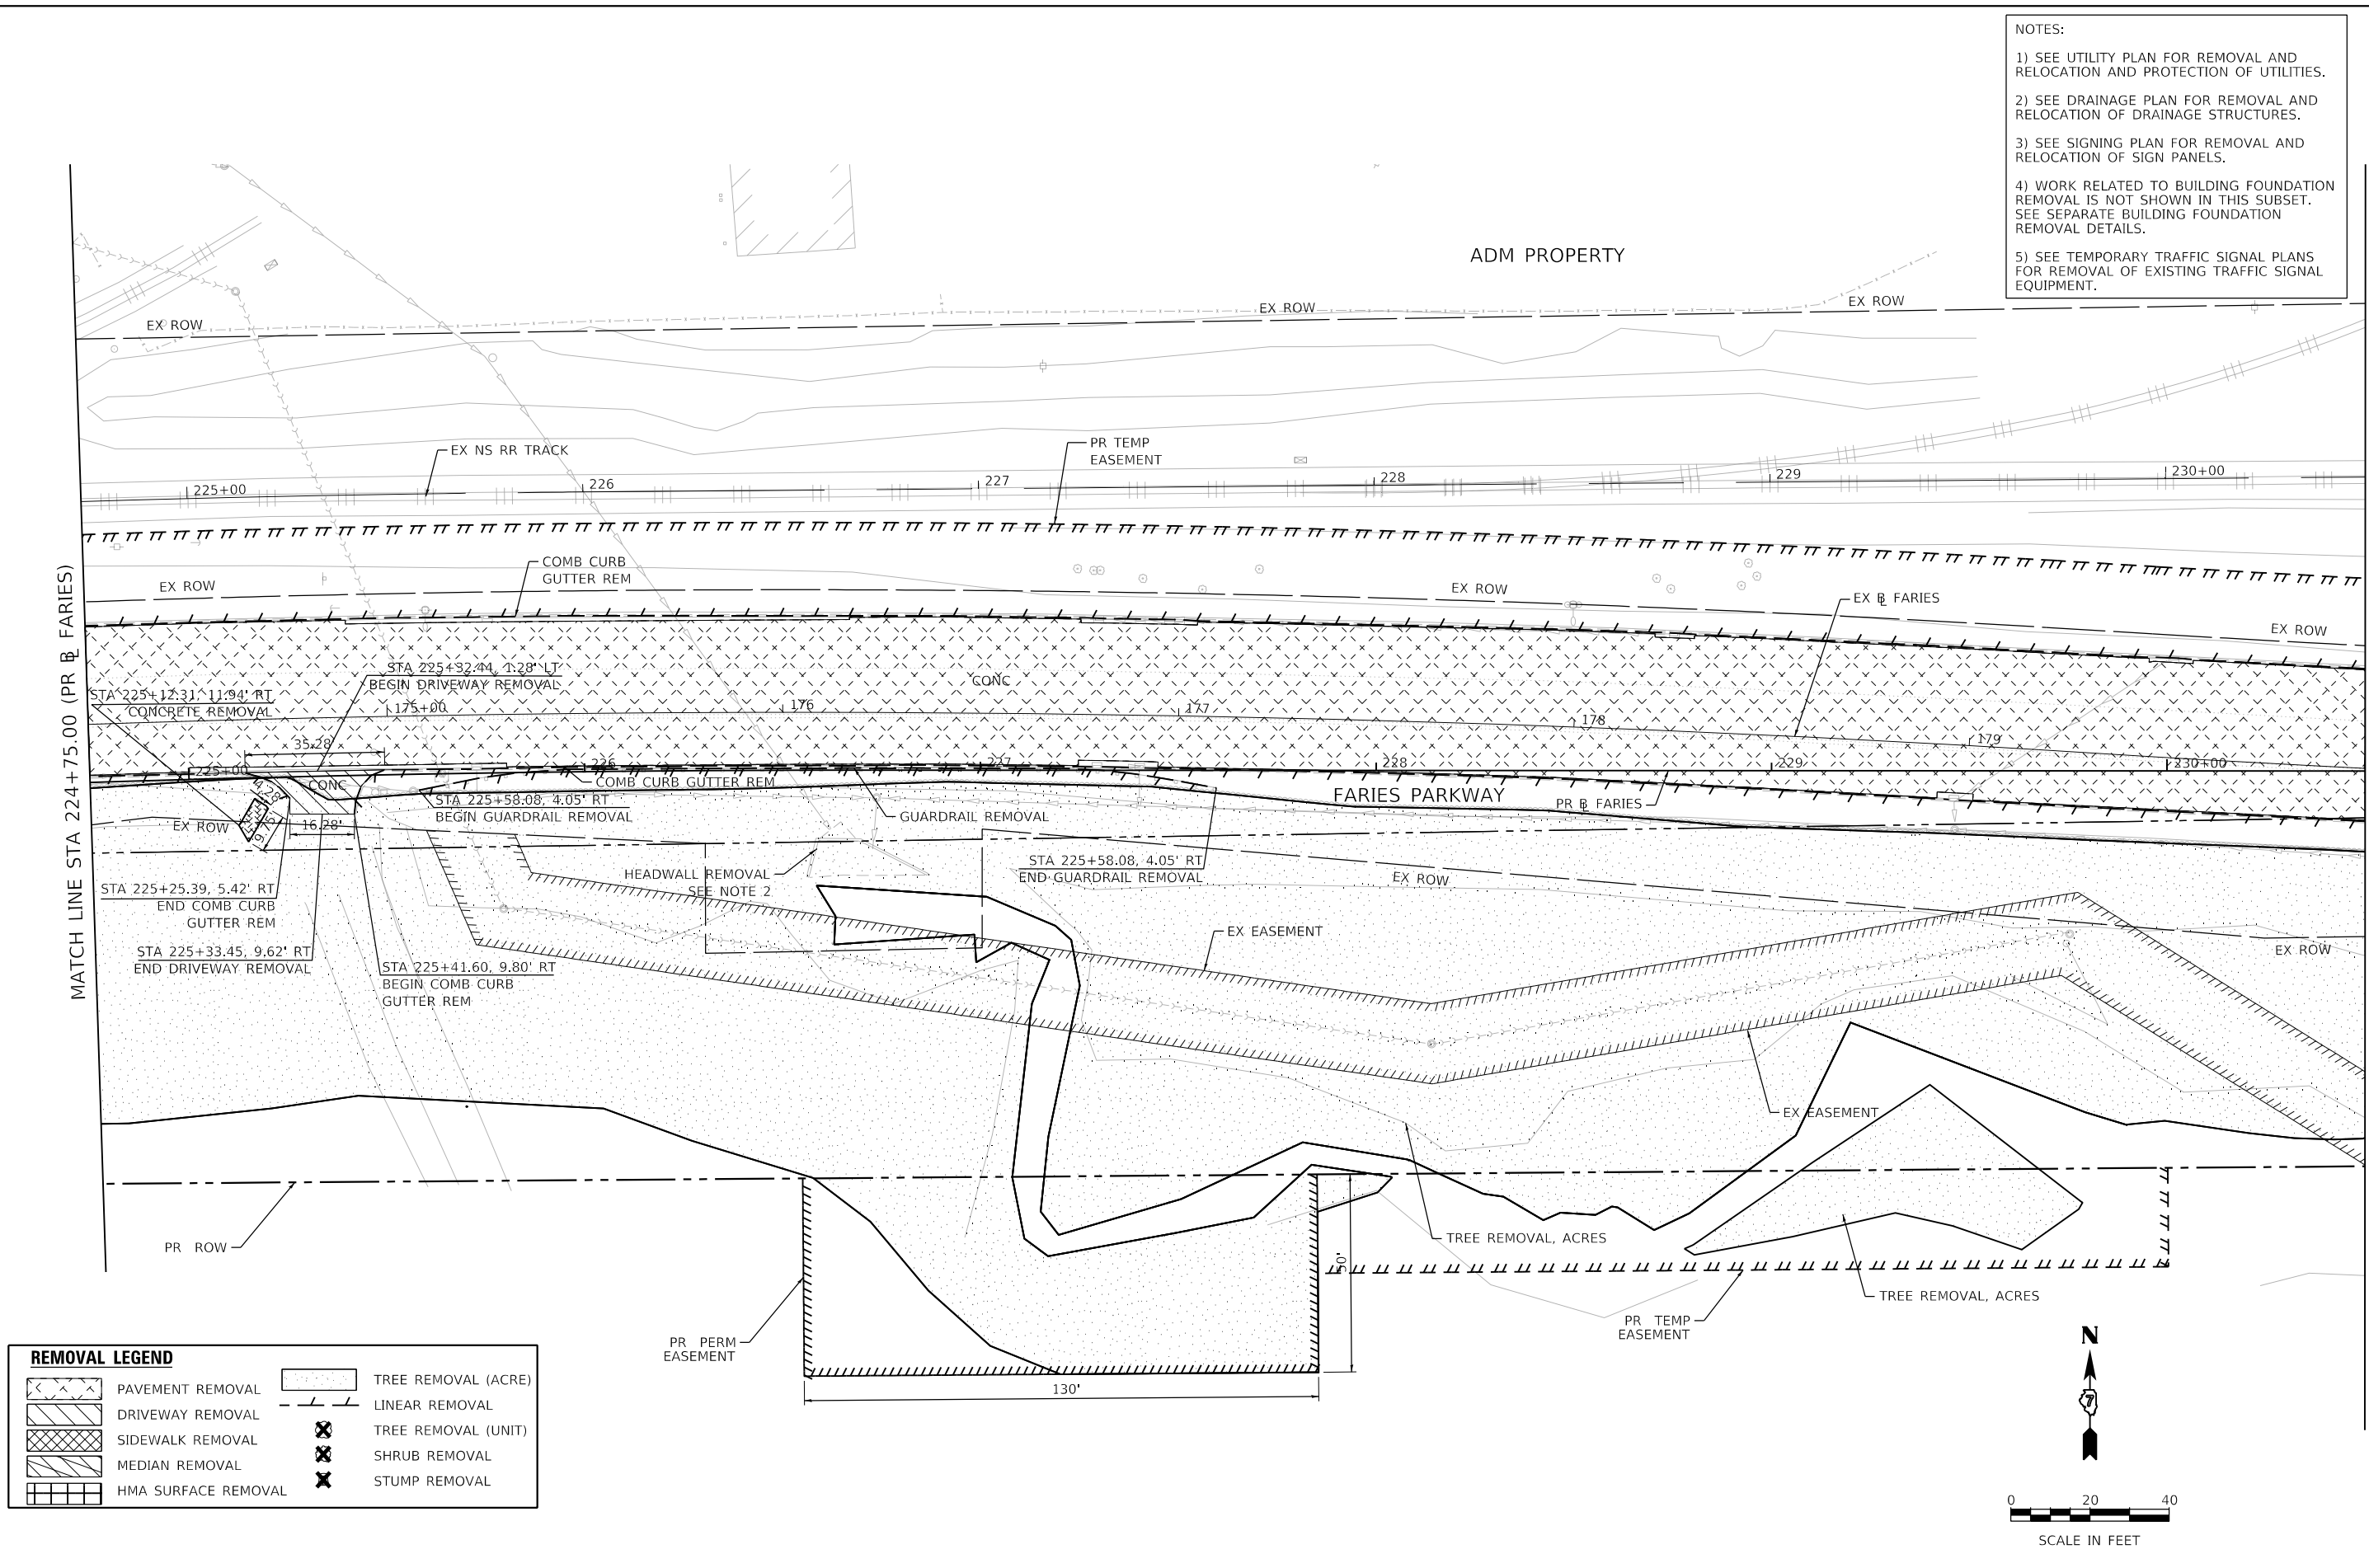 NOTES:
1) SEE UTILITY PLAN FOR REMOVAL AND
RELOCATION AND PROTECTION OF UTILITIES.
2) SEE DRAINAGE PLAN FOR REMOVAL AND
RELOCATION OF DRAINAGE STRUCTURES.
3) SEE SIGNING PLAN FOR REMOVAL AND
RELOCATION OF SIGN PANELS.
4) WORK RELATED TO BUILDING FOUNDATION
REMOVAL IS NOT SHOWN IN THIS SUBSET.
SEE SEPARATE BUILDING FOUNDATION
REMOVAL DETAILS.
5) SEE TEMPORARY TRAFFIC SIGNAL PLANS
FOR REMOVAL OF EXISTING TRAFFIC SIGNAL
EQUIPMENT.
ADM PROPERTY
EX ROW
EX ROW
EX ROW
EX NS RR TRACK
PR TEMP
EASEMENT
225+00
226
227
228
229
230+00
MATCH LINE STA 224+75.00 (PR BL FARIES)
COMB CURB
GUTTER REM
EX ROW
EX ROW
EX BL FARIES
EX ROW
STA 225+32.44, 1.28' LT
BEGIN DRIVEWAY REMOVAL
STA 225+12.31, 11.94' RT
CONCRETE REMOVAL
CONC
175+00
176
177
178
179
35.28'
225+00
226
227
228
229
230+00
COMB CURB GUTTER REM
CONC
4.28'
9.75'
16.28'
EX ROW
STA 225+58.08, 4.05' RT
BEGIN GUARDRAIL REMOVAL
GUARDRAIL REMOVAL
FARIES PARKWAY
PR BL FARIES
STA 225+58.08, 4.05' RT
END GUARDRAIL REMOVAL
HEADWALL REMOVAL
SEE NOTE 2
EX ROW
STA 225+25.39, 5.42' RT
END COMB CURB
GUTTER REM
STA 225+33.45, 9.62' RT
END DRIVEWAY REMOVAL
STA 225+41.60, 9.80' RT
BEGIN COMB CURB
GUTTER REM
EX EASEMENT
EX ROW
EX EASEMENT
PR ROW
TREE REMOVAL, ACRES
50'
TREE REMOVAL, ACRES
PR TEMP
EASEMENT
PR PERM
EASEMENT
130'
REMOVAL LEGEND
PAVEMENT REMOVAL
DRIVEWAY REMOVAL
SIDEWALK REMOVAL
MEDIAN REMOVAL
HMA SURFACE REMOVAL
TREE REMOVAL (ACRE)
LINEAR REMOVAL
TREE REMOVAL (UNIT)
SHRUB REMOVAL
STUMP REMOVAL
N
7
0 20 40
SCALE IN FEET